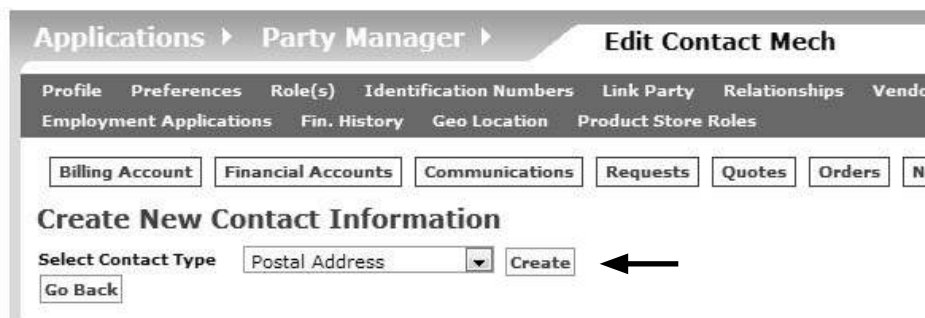 Applications Party Manager Edit Contact Mech
Profile Preferences Role(s) Identification Numbers Link Party Relationships
Employment Applications Fin. History Geo Location Product Store Roles
Billing Account Financial Accounts Communications Requests Quotes Orders
Create New Contact Information
Select Contact Type Postal Address Create
Go Back